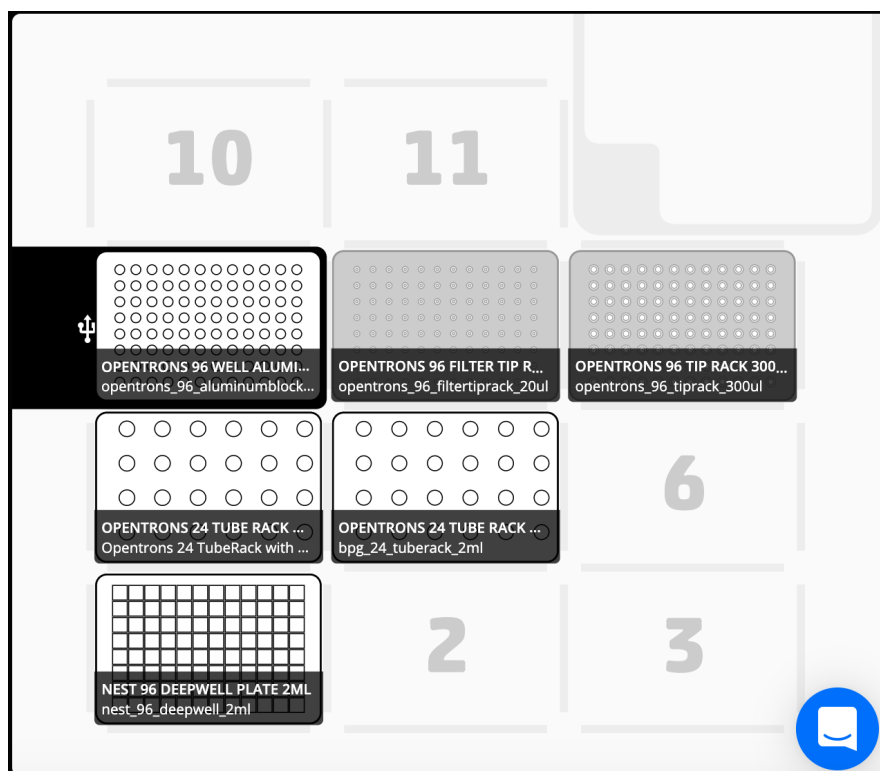 10
11
OPENTRONS 96 WELL ALUMI...
opentrons_96_aluminumblock...
OPENTRONS 96 FILTER TIP R...
opentrons_96_filtertiprack_20ul
OPENTRONS 96 TIP RACK 300...
opentrons_96_tiprack_300ul
OPENTRONS 24 TUBE RACK ...
Opentrons 24 TubeRack with ...
OPENTRONS 24 TUBE RACK ...
bpg_24_tuberack_2ml
6
NEST 96 DEEPWELL PLATE 2ML
nest_96_deepwell_2ml
2
3